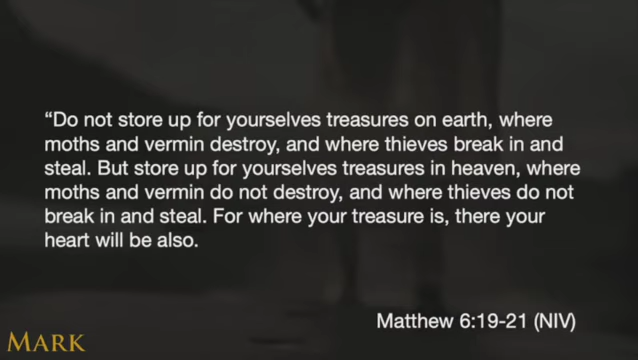 “Do not store up for yourselves treasures on earth, where
moths and vermin destroy, and where thieves break in and
steal. But store up for yourselves treasures in heaven, where
moths and vermin do not destroy, and where thieves do not
break in and steal. For where your treasure is, there your
heart will be also.
Matthew 6:19-21 (NIV)
MARK